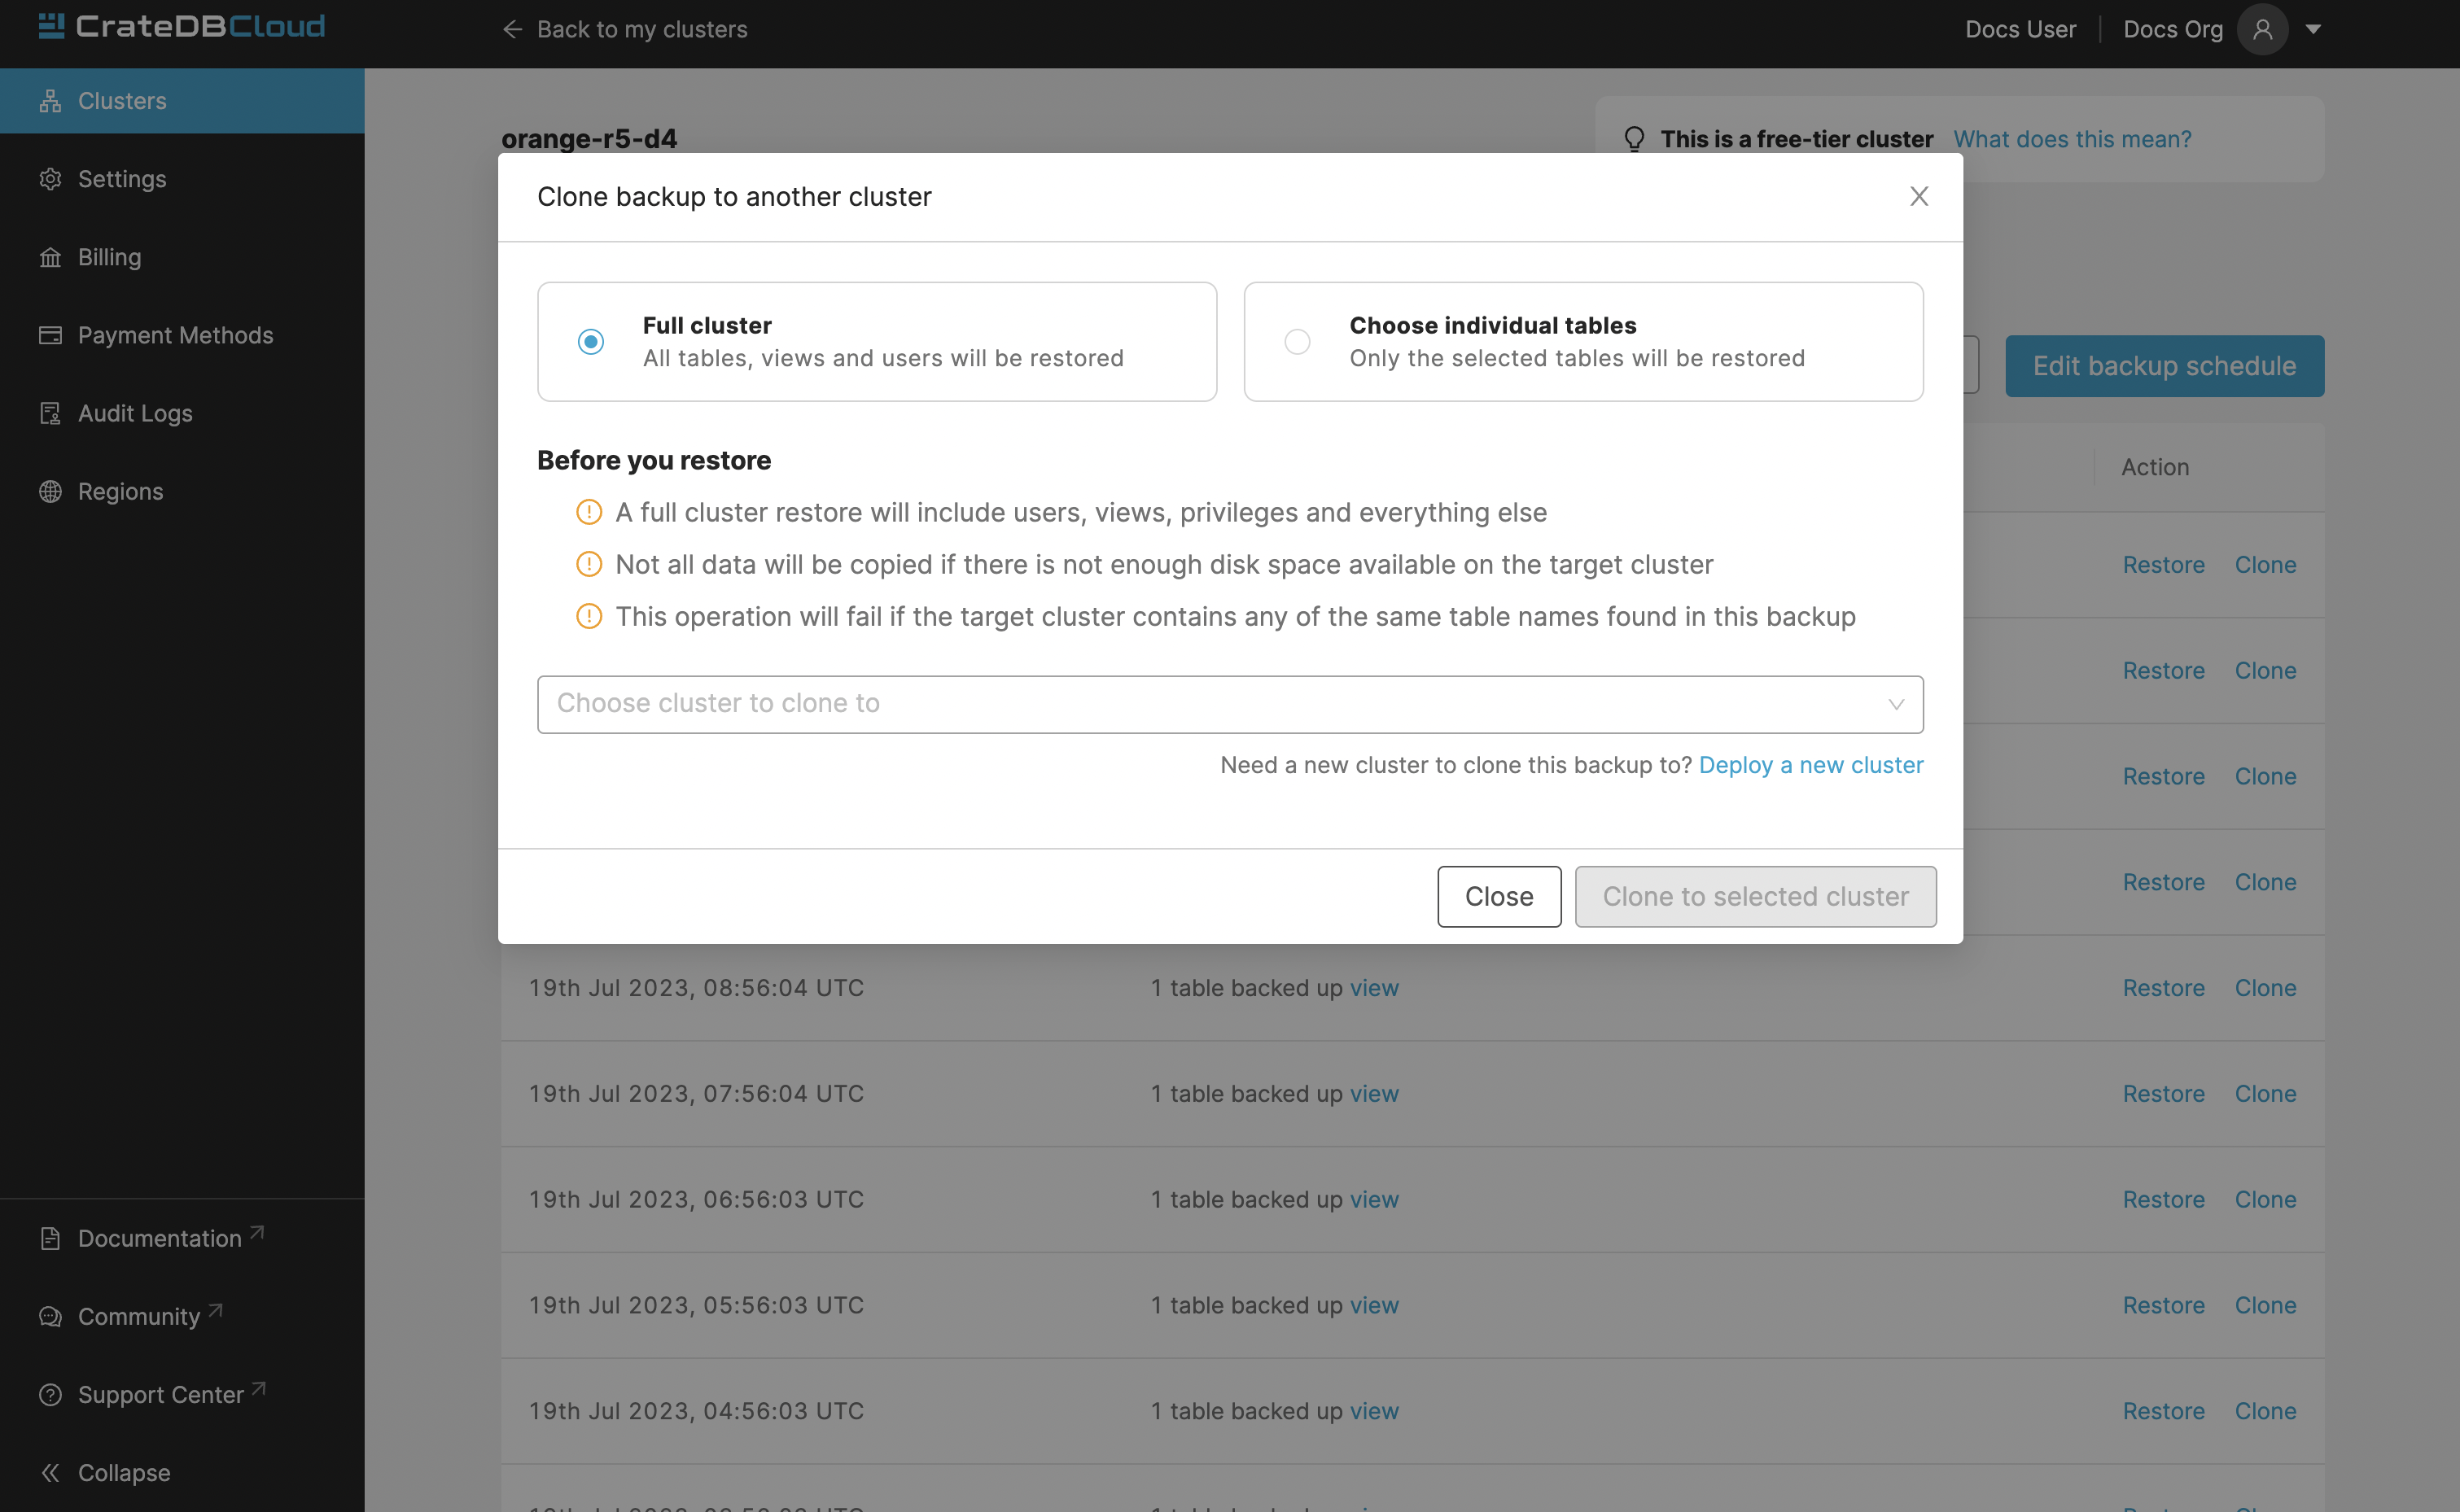 CrateDBCloud
Back to my clusters
Docs User
Docs Org
Clusters
Settings
Billing
Payment Methods
Audit Logs
Regions
Documentation
Community
Support Center
Collapse
orange-r5-d4
This is a free-tier cluster What does this mean?
Edit backup schedule
Clone backup to another cluster
Full cluster
All tables, views and users will be restored
Choose individual tables
Only the selected tables will be restored
Before you restore
A full cluster restore will include users, views, privileges and everything else
Not all data will be copied if there is not enough disk space available on the target cluster
This operation will fail if the target cluster contains any of the same table names found in this backup
Choose cluster to clone to
Need a new cluster to clone this backup to? Deploy a new cluster
Close
Clone to selected cluster
Action
Restore Clone
Restore Clone
Restore Clone
Restore Clone
19th Jul 2023, 08:56:04 UTC 1 table backed up view Restore Clone
19th Jul 2023, 07:56:04 UTC 1 table backed up view Restore Clone
19th Jul 2023, 06:56:03 UTC 1 table backed up view Restore Clone
19th Jul 2023, 05:56:03 UTC 1 table backed up view Restore Clone
19th Jul 2023, 04:56:03 UTC 1 table backed up view Restore Clone